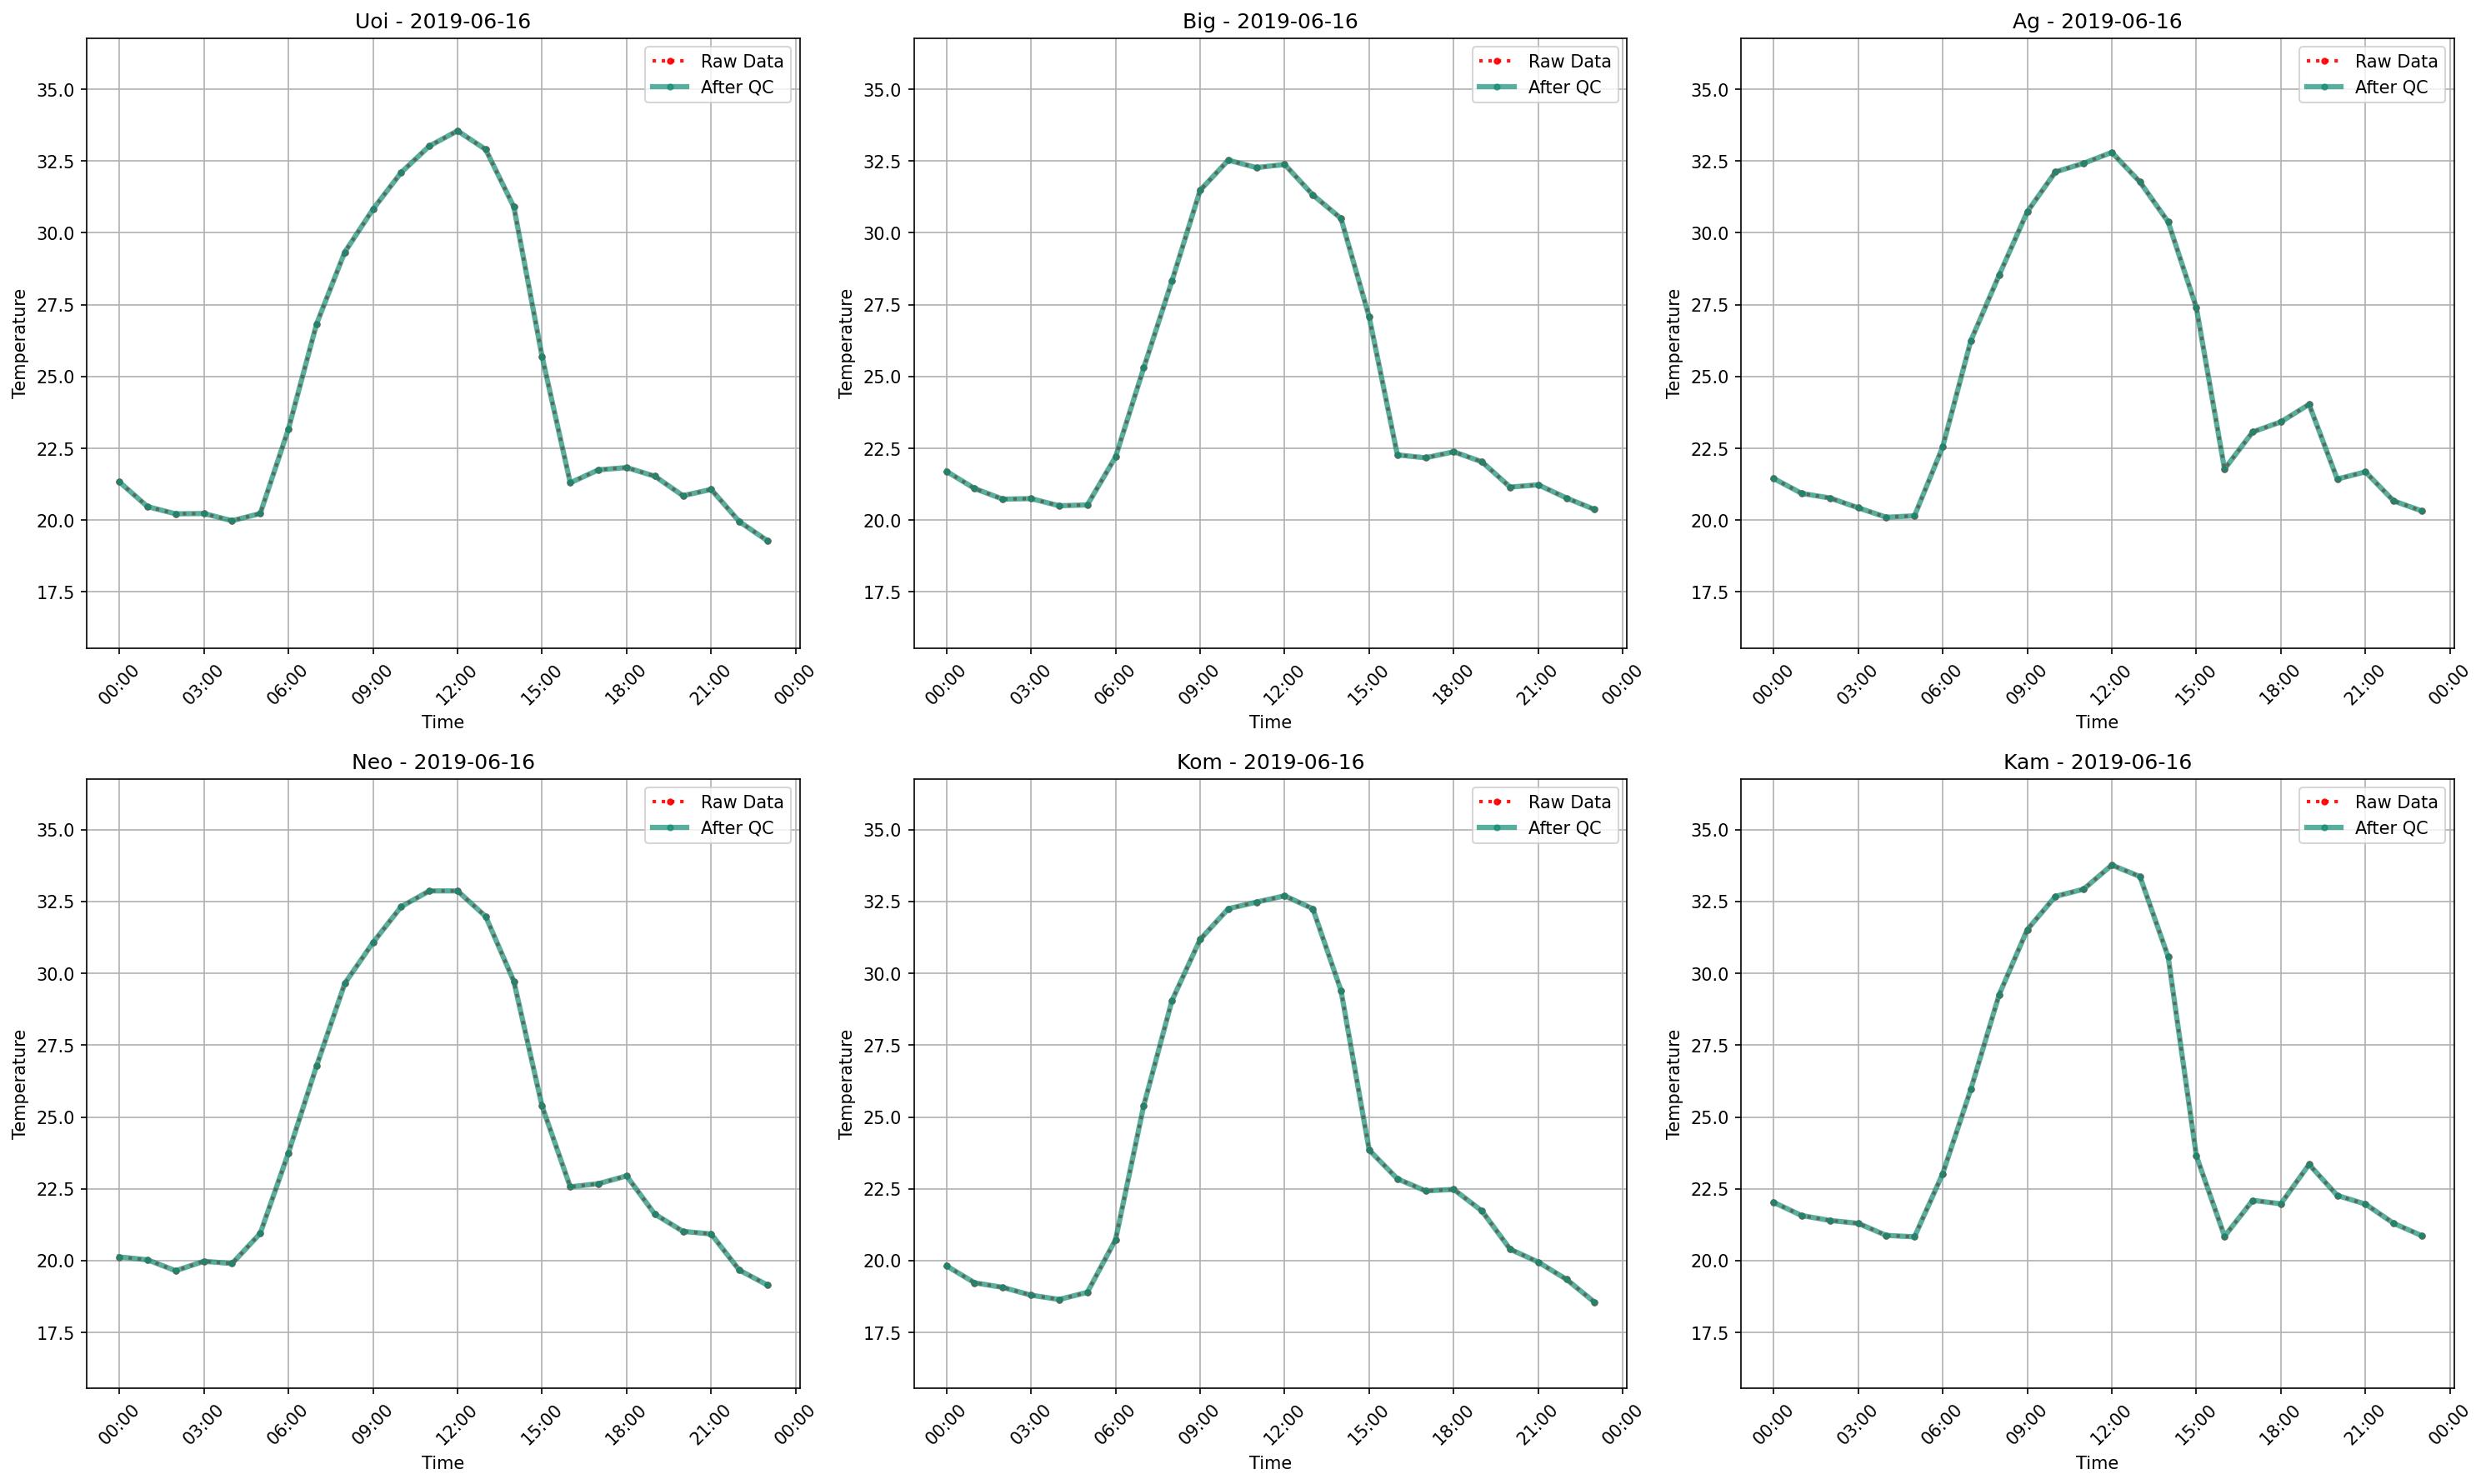 Uoi - 2019-06-16
Raw Data
After QC
35.0
32.5
30.0
27.5
25.0
22.5
20.0
17.5
Temperature
00:00 03:00 06:00 09:00 12:00 15:00 18:00 21:00 00:00
Time
Big - 2019-06-16
Raw Data
After QC
35.0
32.5
30.0
27.5
25.0
22.5
20.0
17.5
Temperature
00:00 03:00 06:00 09:00 12:00 15:00 18:00 21:00 00:00
Time
Ag - 2019-06-16
Raw Data
After QC
35.0
32.5
30.0
27.5
25.0
22.5
20.0
17.5
Temperature
00:00 03:00 06:00 09:00 12:00 15:00 18:00 21:00 00:00
Time
Neo - 2019-06-16
Raw Data
After QC
35.0
32.5
30.0
27.5
25.0
22.5
20.0
17.5
Temperature
00:00 03:00 06:00 09:00 12:00 15:00 18:00 21:00 00:00
Time
Kom - 2019-06-16
Raw Data
After QC
35.0
32.5
30.0
27.5
25.0
22.5
20.0
17.5
Temperature
00:00 03:00 06:00 09:00 12:00 15:00 18:00 21:00 00:00
Time
Kam - 2019-06-16
Raw Data
After QC
35.0
32.5
30.0
27.5
25.0
22.5
20.0
17.5
Temperature
00:00 03:00 06:00 09:00 12:00 15:00 18:00 21:00 00:00
Time